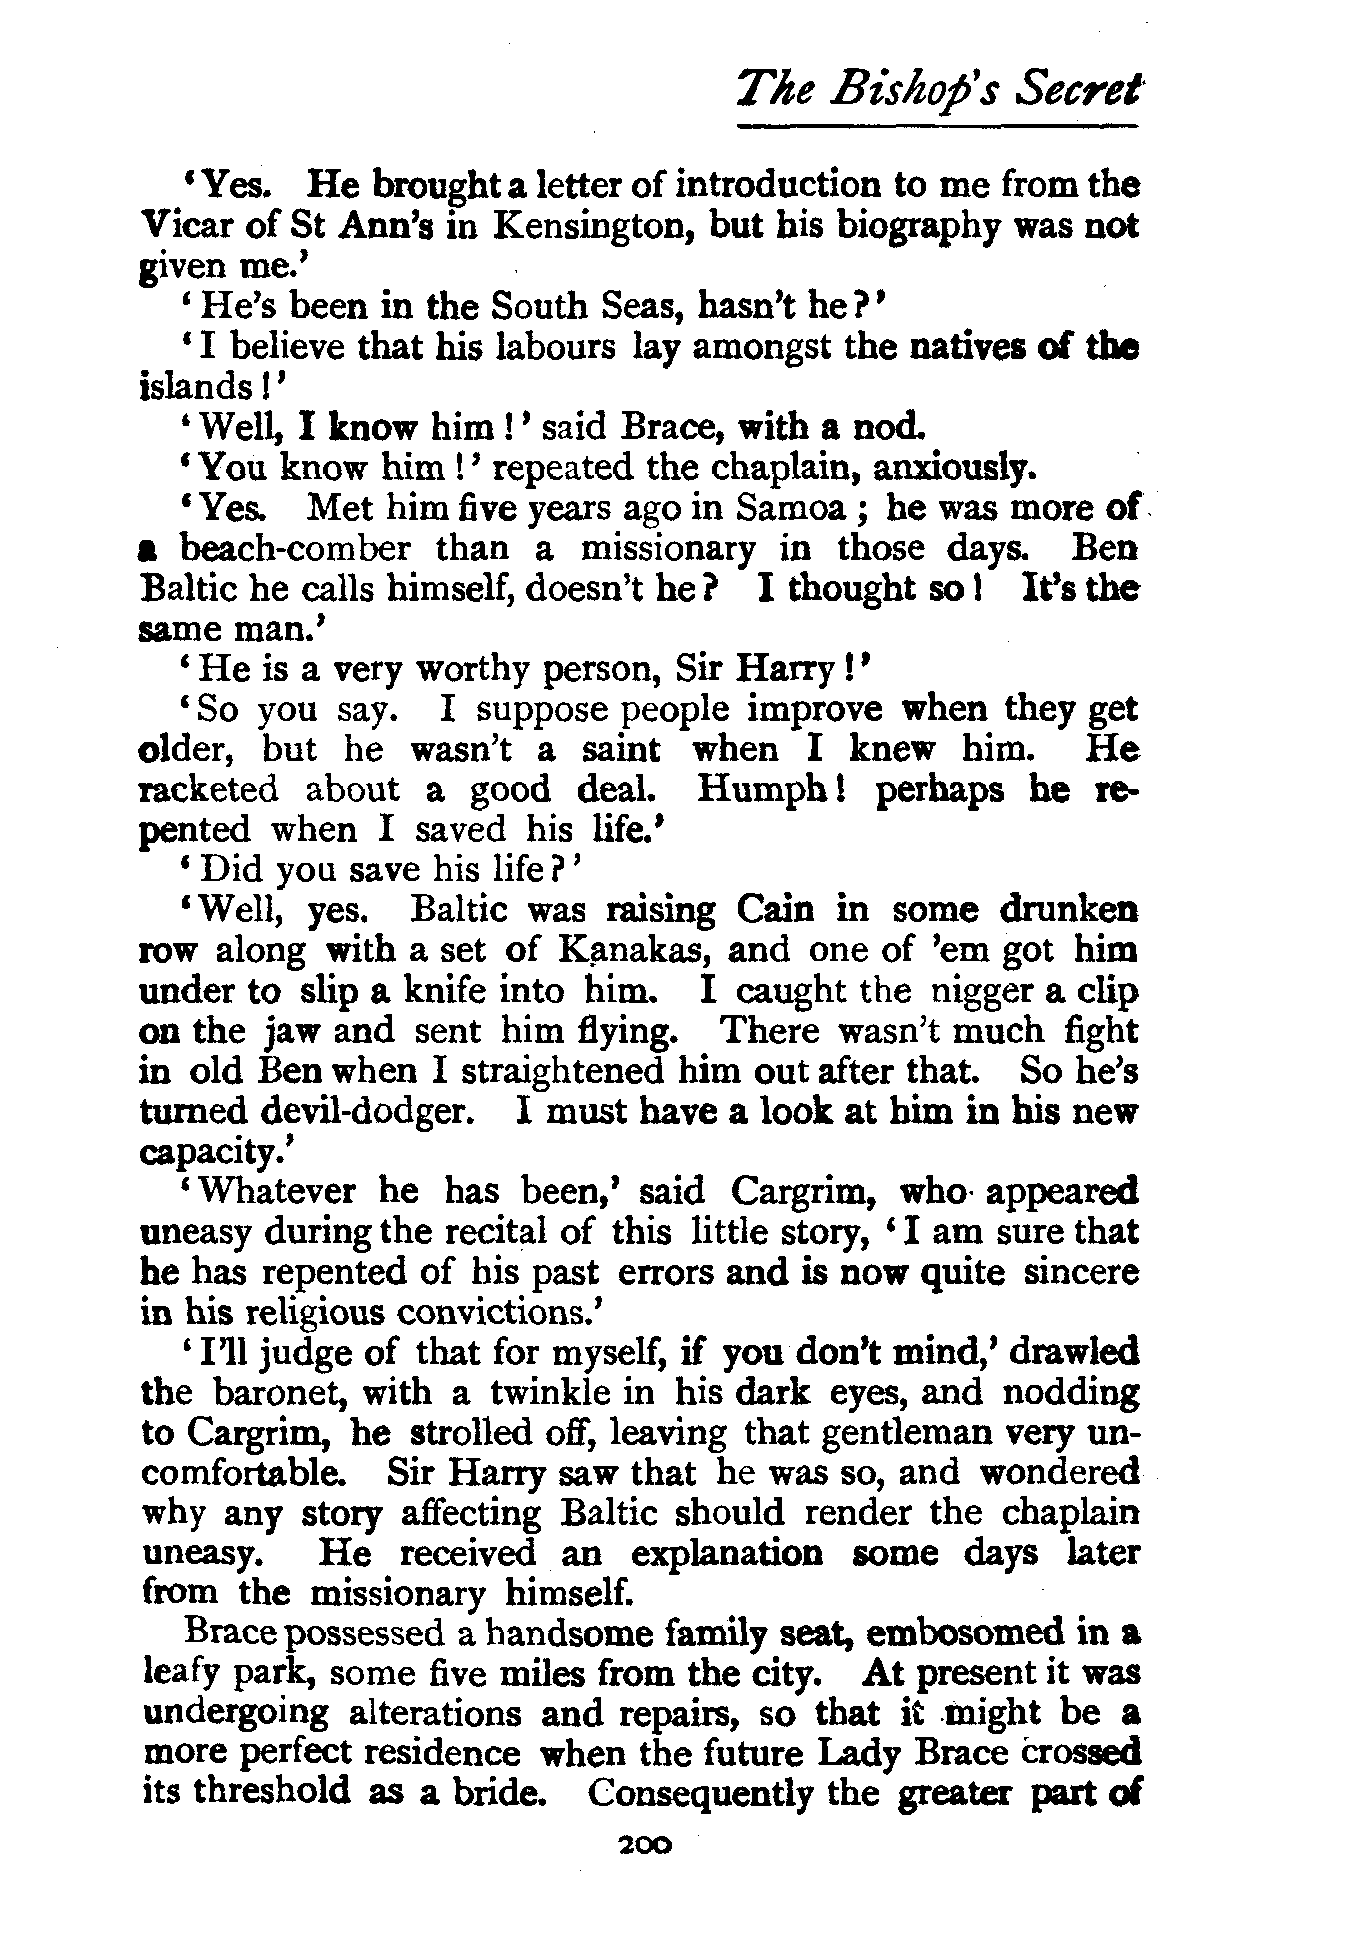 The Bishop's Secret
'Yes. He brought a letter of introduction to me from the
Vicar of St Ann's in Kensington, but his biography was not
given me.'
'He's been in the South Seas, hasn't he?'
'I believe that his labours lay amongst the natives of the
islands!'
'Well, I know him!' said Brace, with a nod.
'You know him!' repeated the chaplain, anxiously.
'Yes. Met him five years ago in Samoa; he was more of
a beach-comber than a missionary in those days. Ben
Baltic he calls himself, doesn't he? I thought so! It's the
same man.'
'He is a very worthy person, Sir Harry!'
'So you say. I suppose people improve when they get
older, but he wasn't a saint when I knew him. He
racketed about a good deal. Humph! perhaps he re-
pented when I saved his life.'
'Did you save his life?'
'Well, yes. Baltic was raising Cain in some drunken
row along with a set of Kanakas, and one of 'em got him
under to slip a knife into him. I caught the nigger a clip
on the jaw and sent him flying. There wasn't much fight
in old Ben when I straightened him out after that. So he's
turned devil-dodger. I must have a look at him in his new
capacity.'
'Whatever he has been,' said Cargrim, who appeared
uneasy during the recital of this little story, 'I am sure that
he has repented of his past errors and is now quite sincere
in his religious convictions.'
'I'll judge of that for myself, if you don't mind,' drawled
the baronet, with a twinkle in his dark eyes, and nodding
to Cargrim, he strolled off, leaving that gentleman very un-
comfortable. Sir Harry saw that he was so, and wondered
why any story affecting Baltic should render the chaplain
uneasy. He received an explanation some days later
from the missionary himself.
Brace possessed a handsome family seat, embosomed in a
leafy park, some five miles from the city. At present it was
undergoing alterations and repairs, so that it might be a
more perfect residence when the future Lady Brace crossed
its threshold as a bride. Consequently the greater part of
200